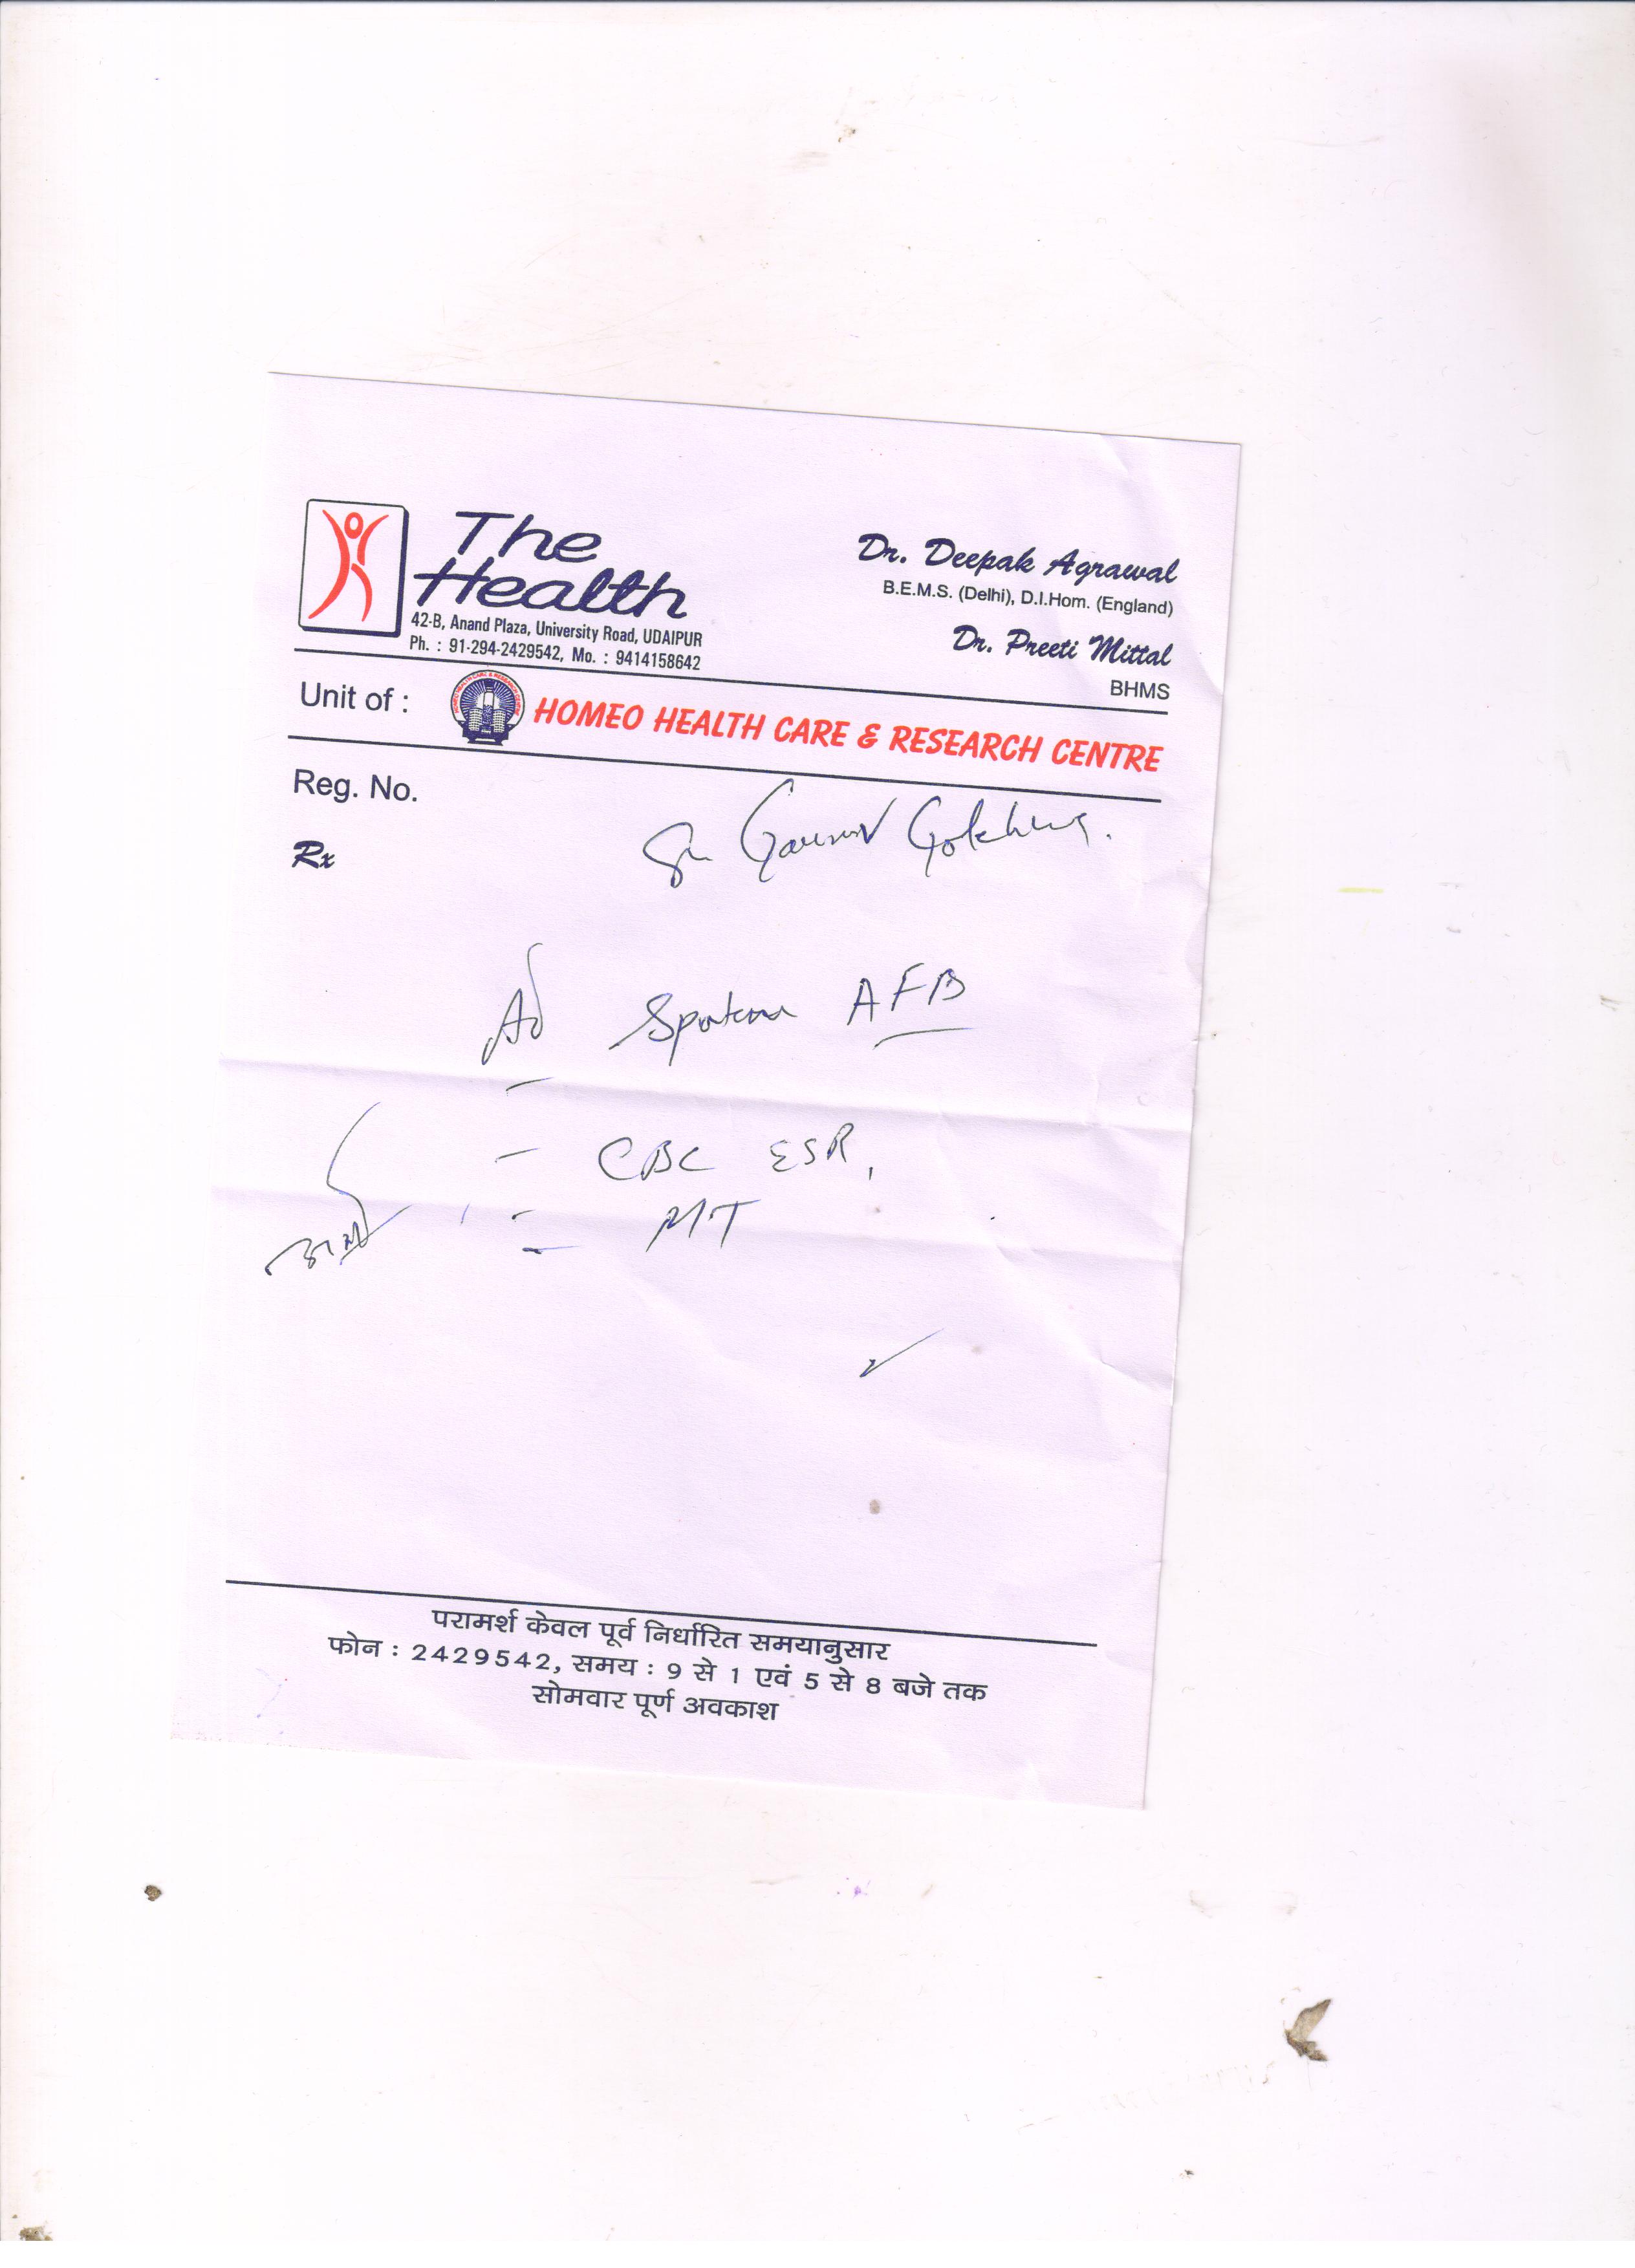 The
Health
42-B, Anand Plaza, University Road, UDAIPUR
Ph. : 91-294-2429542, Mo. : 9414158642
Dr. Deepak Agrawal
B.E.M.S. (Delhi), D.I.Hom. (England)
Dr. Preeti Mittal
BHMS
Unit of :
HOMEO HEALTH CARE & RESEARCH CENTRE
Reg. No.
Rx
Gaurav
Ad Sputum AFB
- CBC ESR,
- MT
परामर्श केवल पूर्व निर्धारित समयानुसार
फोन : 2429542, समय : 9 से 1 एवं 5 से 8 बजे तक
सोमवार पूर्ण अवकाश